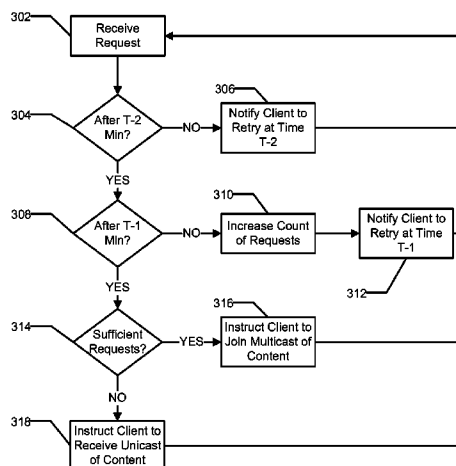 302
Receive
Request
304
After T-2
Min?
NO
306
Notify Client to
Retry at Time
T-2
YES
308
After T-1
Min?
NO
310
Increase Count
of Requests
Notify Client to
Retry at Time
T-1
312
YES
314
Sufficient
Requests?
YES
316
Instruct Client to
Join Multicast of
Content
NO
318
Instruct Client to
Receive Unicast
of Content